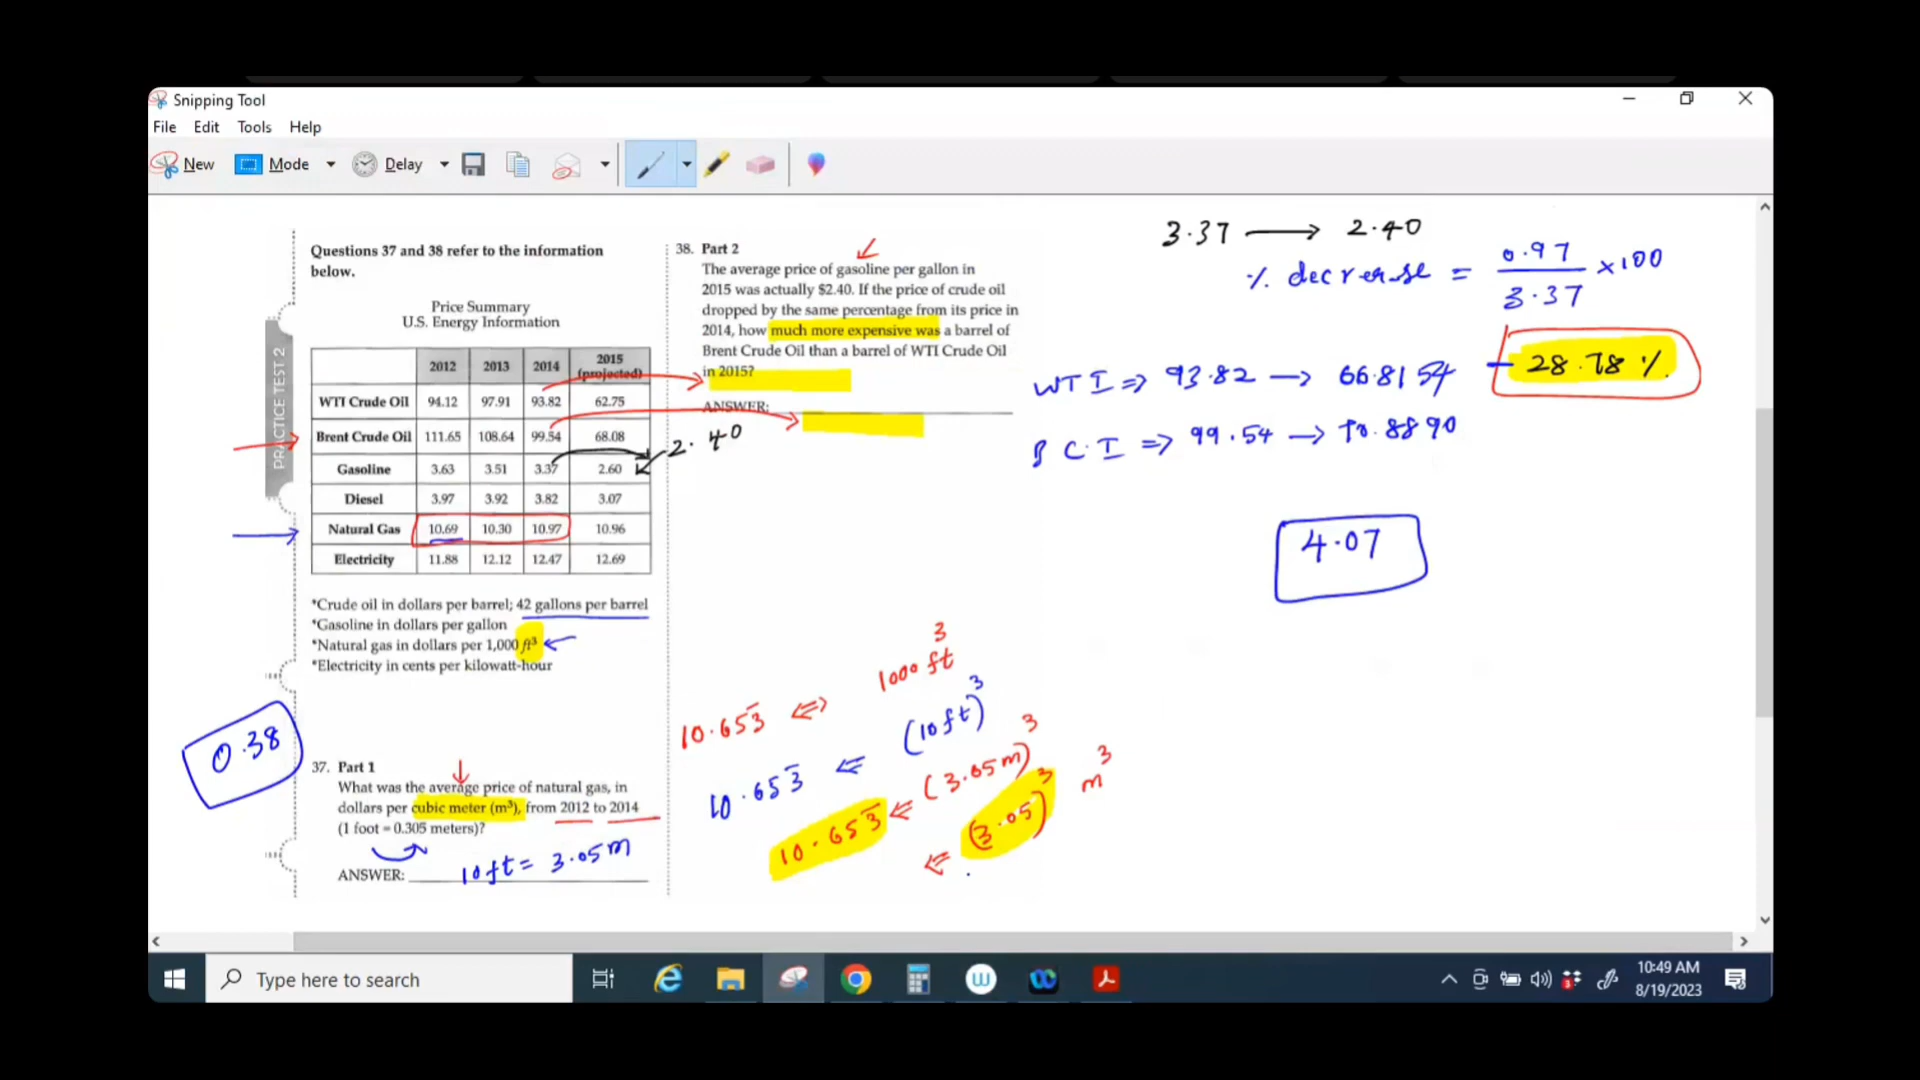 Snipping Tool
File Edit Tools Help
New Mode Delay
PRACTICE TEST 2
Questions 37 and 38 refer to the information
below.
Price Summary
U.S. Energy Information
2012 2013 2014 2015 (projected)
WTI Crude Oil 94.12 97.91 93.82 62.75
Brent Crude Oil 111.65 108.64 99.54 68.08
Gasoline 3.63 3.51 3.37 2.60
Diesel 3.97 3.92 3.82 3.07
Natural Gas 10.69 10.30 10.97 10.96
Electricity 11.88 12.12 12.47 12.69
2.40
*Crude oil in dollars per barrel; 42 gallons per barrel
*Gasoline in dollars per gallon
*Natural gas in dollars per 1,000 ft³
*Electricity in cents per kilowatt-hour
0.38
37. Part 1
What was the average price of natural gas, in
dollars per cubic meter (m³), from 2012 to 2014
(1 foot = 0.305 meters)?
ANSWER:
10ft = 3.05m
38. Part 2
The average price of gasoline per gallon in
2015 was actually $2.40. If the price of crude oil
dropped by the same percentage from its price in
2014, how much more expensive was a barrel of
Brent Crude Oil than a barrel of WTI Crude Oil
in 2015?
ANSWER:
10.653̅ ⇔ 1000 ft³
10.653̅ ⇐ (10ft)³
⇐ (3.05m)³
10.653̅ ⇐ (3.05)³ m³
3.37 → 2.40
% decrerse = 0.97/3.37 ×100
28.78 %
WTI ⇒ 93.82 → 66.8154
B C.I ⇒ 99.54 → 70.8890
4.07
Type here to search
10:49 AM
8/19/2023